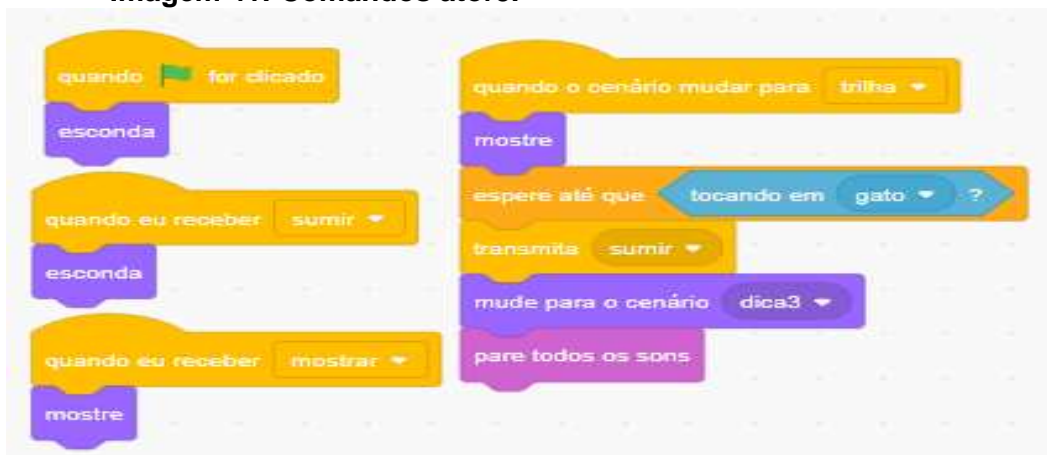 quando for clicado
esconda
quando eu receber sumir
esconda
quando eu receber mostrar
mostre
quando o cenário mudar para trilha
mostre
espere até que tocando em gato ?
transmita sumir
mude para o cenário dica3
pare todos os sons